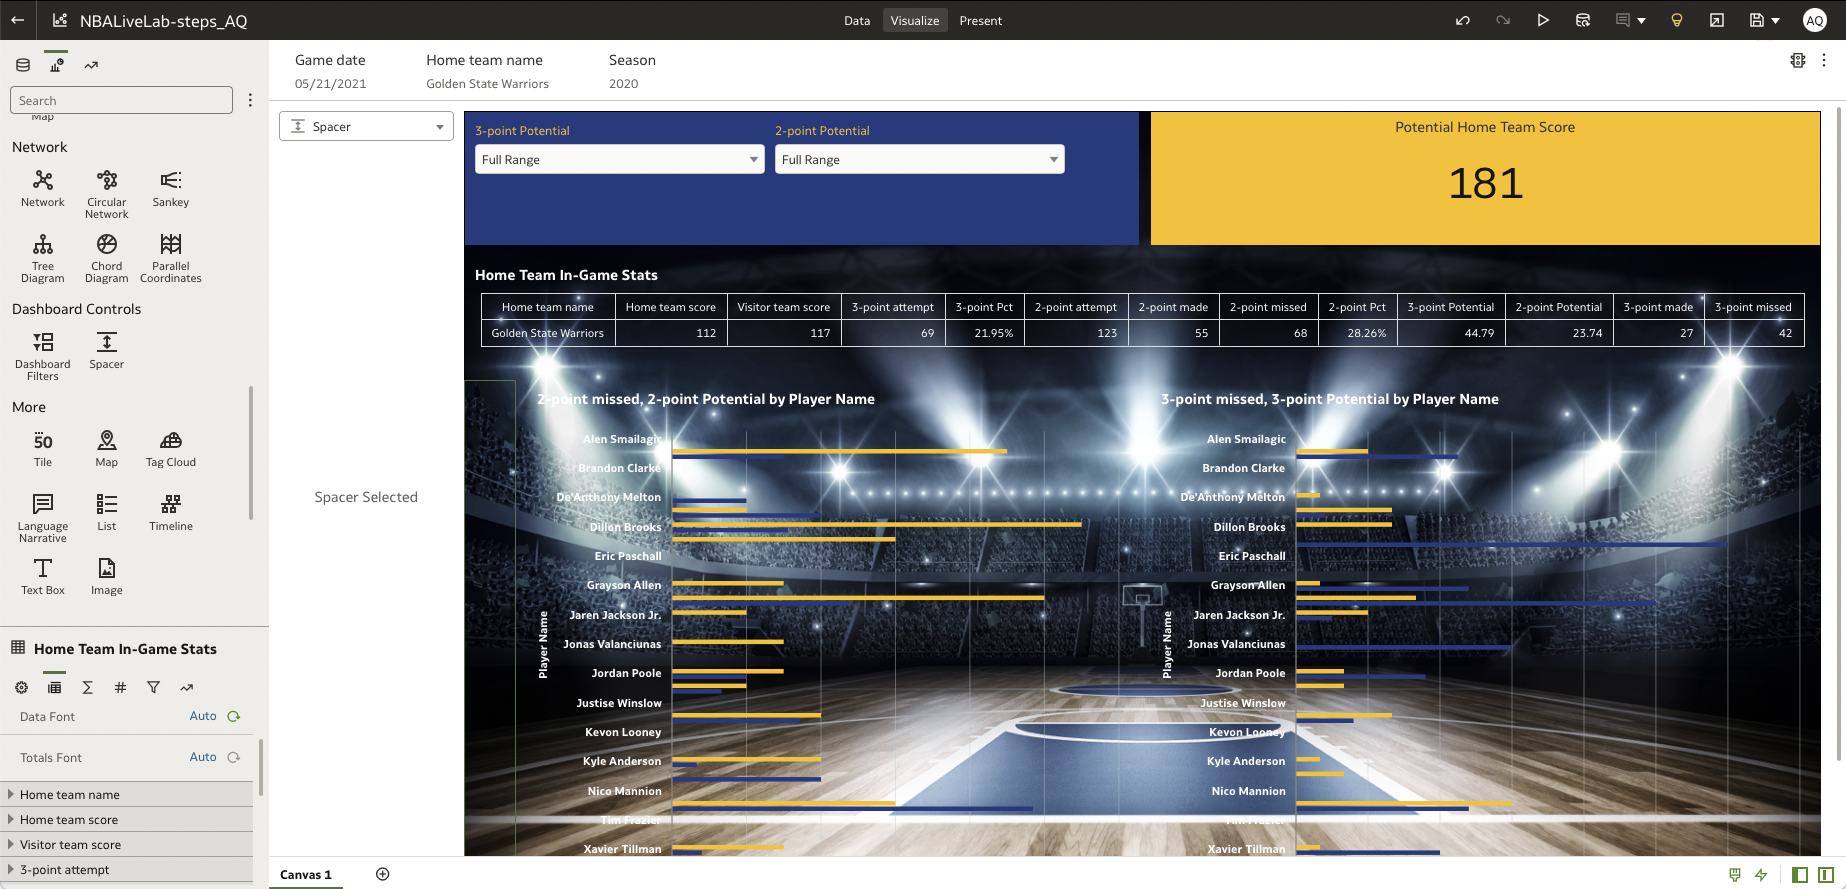 NBALiveLab-steps_AQ
Data Visualize Present
AQ
Search
Map
Network
Network Circular Network Sankey
Tree Diagram Chord Diagram Parallel Coordinates
Dashboard Controls
Dashboard Filters Spacer
More
50
Tile Map Tag Cloud
Language Narrative List Timeline
Text Box Image
Home Team In-Game Stats
Data Font Auto
Totals Font Auto
Home team name
Home team score
Visitor team score
3-point attempt
Game date Home team name Season
05/21/2021 Golden State Warriors 2020
Spacer
Spacer Selected
3-point Potential 2-point Potential
Full Range Full Range
Potential Home Team Score
181
Home Team In-Game Stats
Home team name Home team score Visitor team score 3-point attempt 3-point Pct 2-point attempt 2-point made 2-point missed 2-point Pct 3-point Potential 2-point Potential 3-point made 3-point missed
Golden State Warriors 112 117 69 21.95% 123 55 68 28.26% 44.79 23.74 27 42
2-point missed, 2-point Potential by Player Name
Player Name
Alen Smailagic
Brandon Clarke
De'Anthony Melton
Dillon Brooks
Eric Paschall
Grayson Allen
Jaren Jackson Jr.
Jonas Valanciunas
Jordan Poole
Justise Winslow
Kevon Looney
Kyle Anderson
Nico Mannion
Tim Frazier
Xavier Tillman
3-point missed, 3-point Potential by Player Name
Player Name
Alen Smailagic
Brandon Clarke
De'Anthony Melton
Dillon Brooks
Eric Paschall
Grayson Allen
Jaren Jackson Jr.
Jonas Valanciunas
Jordan Poole
Justise Winslow
Kevon Looney
Kyle Anderson
Nico Mannion
Tim Frazier
Xavier Tillman
Canvas 1